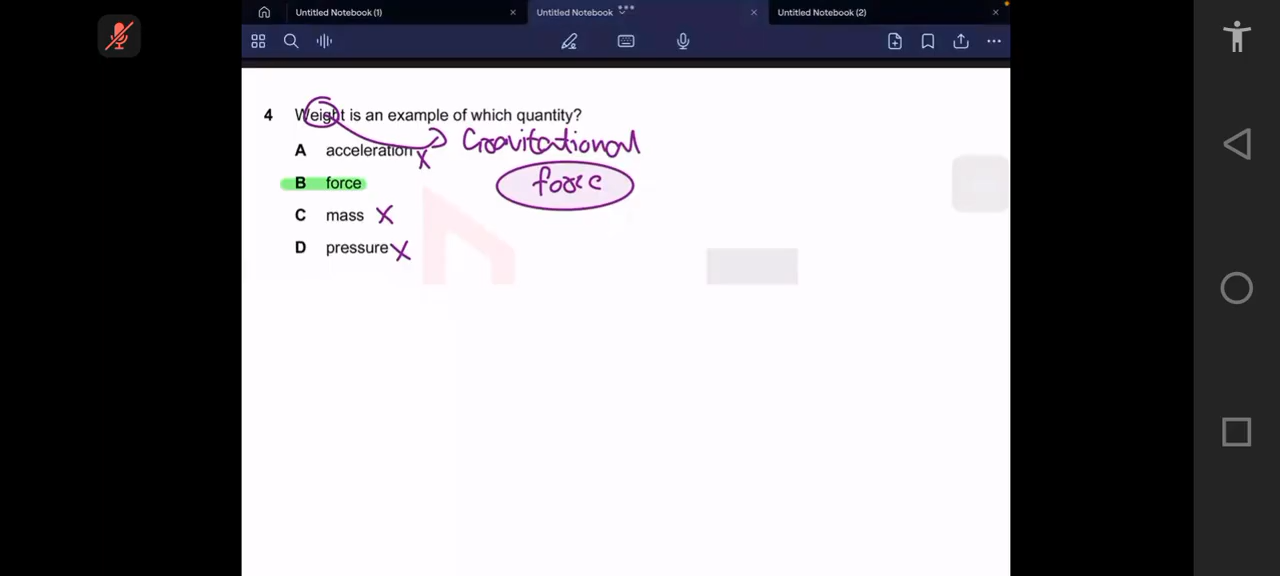 Untitled Notebook (1)
Untitled Notebook
Untitled Notebook (2)
4 Weight is an example of which quantity?
A acceleration X
Gravitational
force
B force
C mass X
D pressure X